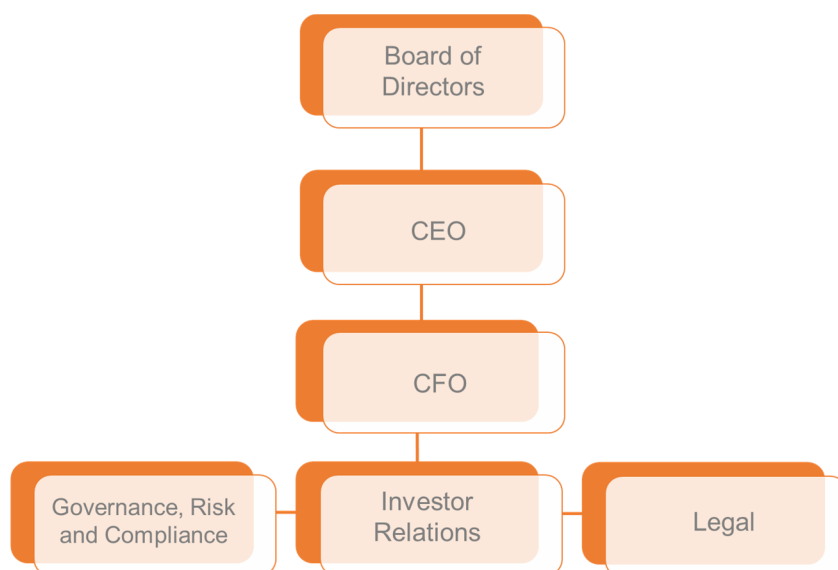 Board of
Directors
CEO
CFO
Governance, Risk
and Compliance
Investor
Relations
Legal